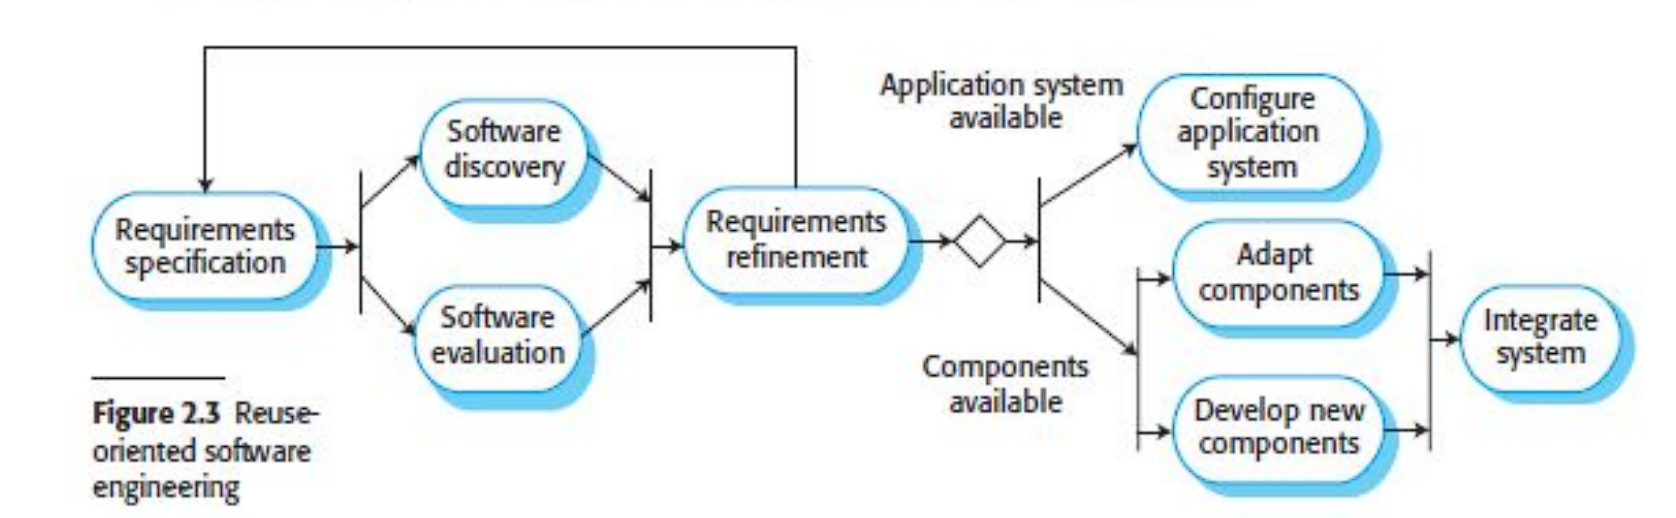 Requirements
specification
Software
discovery
Software
evaluation
Requirements
refinement
Application system
available
Configure
application
system
Components
available
Adapt
components
Develop new
components
Integrate
system
Figure 2.3 Reuse-
oriented software
engineering